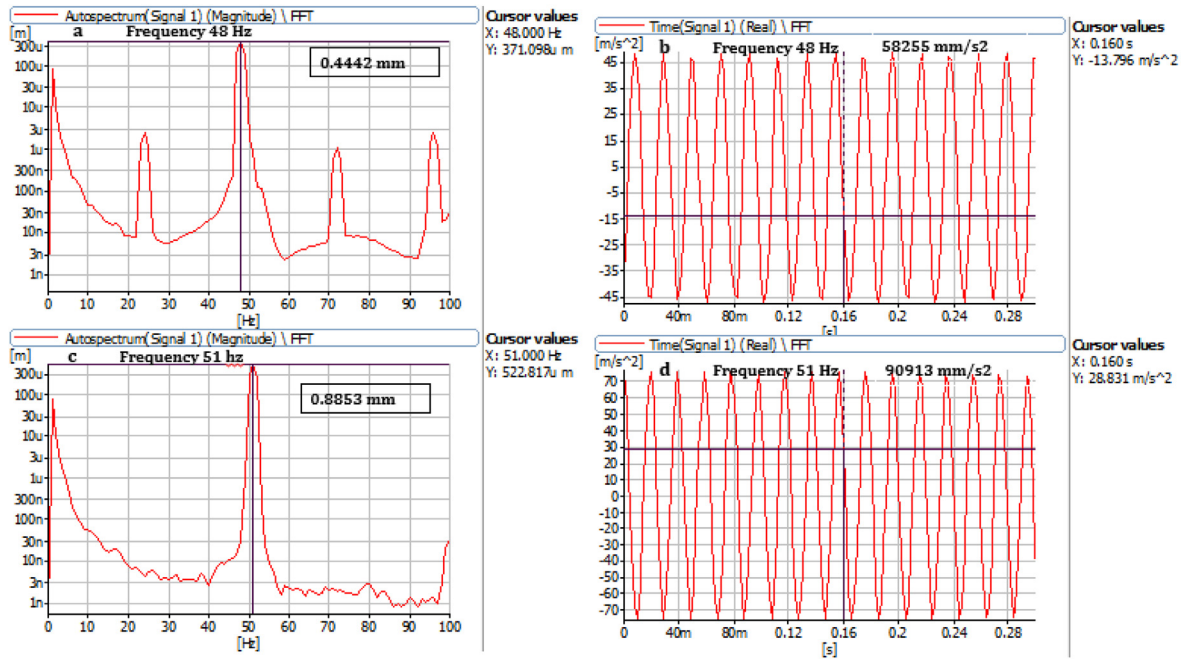 Autospectrum(Signal 1) (Magnitude) \ FFT
[m] a Frequency 48 Hz
0.4442 mm
300u
100u
30u
10u
3u
1u
300n
100n
30n
10n
3n
1n
0 10 20 30 40 50 60 70 80 90 100
[Hz]
Cursor values
X: 48.000 Hz
Y: 371.098u m
Time(Signal 1) (Real) \ FFT
[m/s^2] b Frequency 48 Hz 58255 mm/s2
45
35
25
15
5
-5
-15
-25
-35
-45
0 40m 80m 0.12 0.16 0.2 0.24 0.28
[s]
Cursor values
X: 0.160 s
Y: -13.796 m/s^2
Autospectrum(Signal 1) (Magnitude) \ FFT
[m] c Frequency 51 hz
0.8853 mm
300u
100u
30u
10u
3u
1u
300n
100n
30n
10n
3n
1n
0 10 20 30 40 50 60 70 80 90 100
[Hz]
Cursor values
X: 51.000 Hz
Y: 522.817u m
Time(Signal 1) (Real) \ FFT
[m/s^2] d Frequency 51 Hz 90913 mm/s2
70
60
50
40
30
20
10
0
-10
-20
-30
-40
-50
-60
-70
0 40m 80m 0.12 0.16 0.2 0.24 0.28
[s]
Cursor values
X: 0.160 s
Y: 28.831 m/s^2